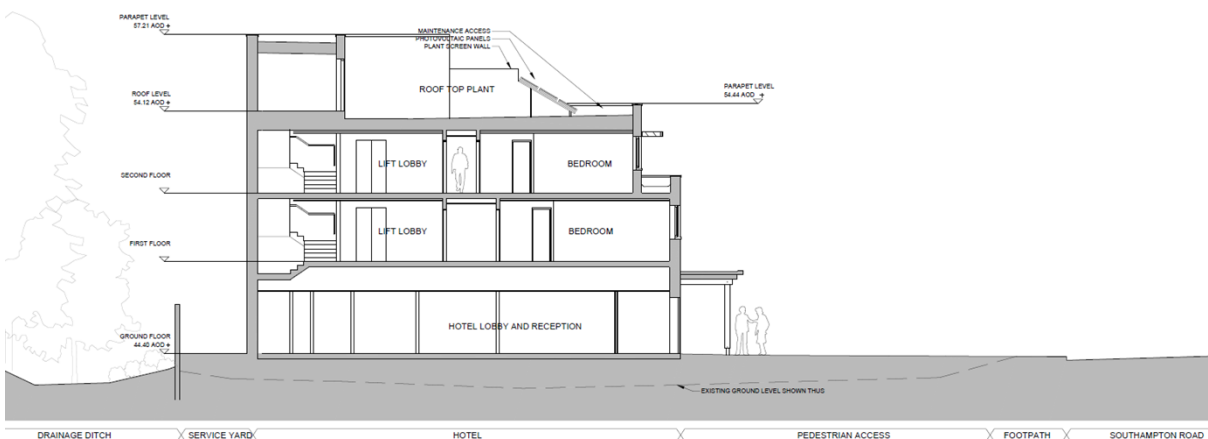 PARAPET LEVEL
57.21 AOD +
MAINTENANCE ACCESS
PHOTOVOLTAIC PANELS
PLANT SCREEN WALL
ROOF LEVEL
54.12 AOD +
ROOF TOP PLANT
PARAPET LEVEL
54.44 AOD +
LIFT LOBBY
BEDROOM
SECOND FLOOR
LIFT LOBBY
BEDROOM
FIRST FLOOR
HOTEL LOBBY AND RECEPTION
GROUND FLOOR
44.40 AOD +
EXISTING GROUND LEVEL SHOWN THUS
DRAINAGE DITCH
SERVICE YARD
HOTEL
PEDESTRIAN ACCESS
FOOTPATH
SOUTHAMPTON ROAD